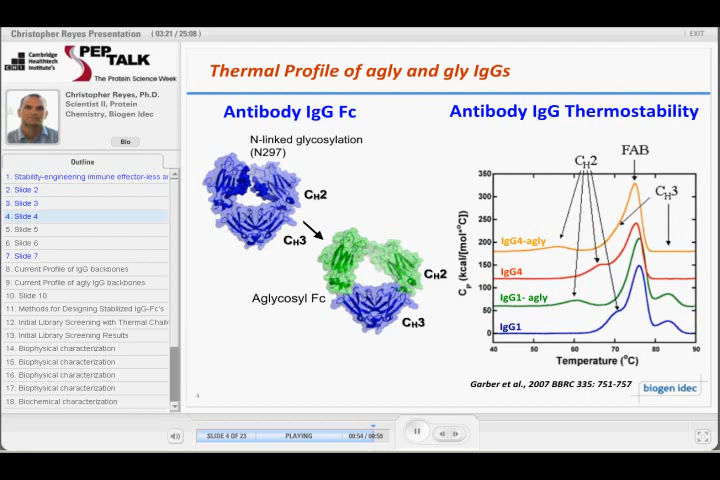 Christopher Reyes Presentation ( 03:21 / 25:08 )
EXIT
Cambridge
Healthtech
Institute's
CHI
PEP
TALK
The Protein Science Week
Christopher Reyes, Ph.D.
Scientist II, Protein
Chemistry, Biogen Idec
Bio
Outline
1. Stability-engineering immune effector-less an
2. Slide 2
3. Slide 3
4. Slide 4
5. Slide 5
6. Slide 6
7. Slide 7
8. Current Profile of IgG backbones
9. Current Profile of agly IgG backbones
10. Slide 10
11. Methods for Designing Stabilized IgG-Fc's
12. Initial Library Screening with Thermal Challe
13. Initial Library Screening Results
14. Biophysical characterization
15. Biophysical characterization
16. Biophysical characterization
17. Biophysical characterization
18. Biochemical characterization
Thermal Profile of agly and gly IgGs
Antibody IgG Fc
N-linked glycosylation
(N297)
CH2
CH3
Aglycosyl Fc
CH2
CH3
Antibody IgG Thermostability
CH2
FAB
CH3
350
300
250
200
150
100
50
0
CP (kcal/[mol*°C])
IgG4-agly
IgG4
IgG1- agly
IgG1
40 50 60 70 80 90
Temperature (°C)
Garber et al., 2007 BBRC 335: 751-757
4
biogen idec
SLIDE 4 OF 23 PLAYING 00:54 / 00:59